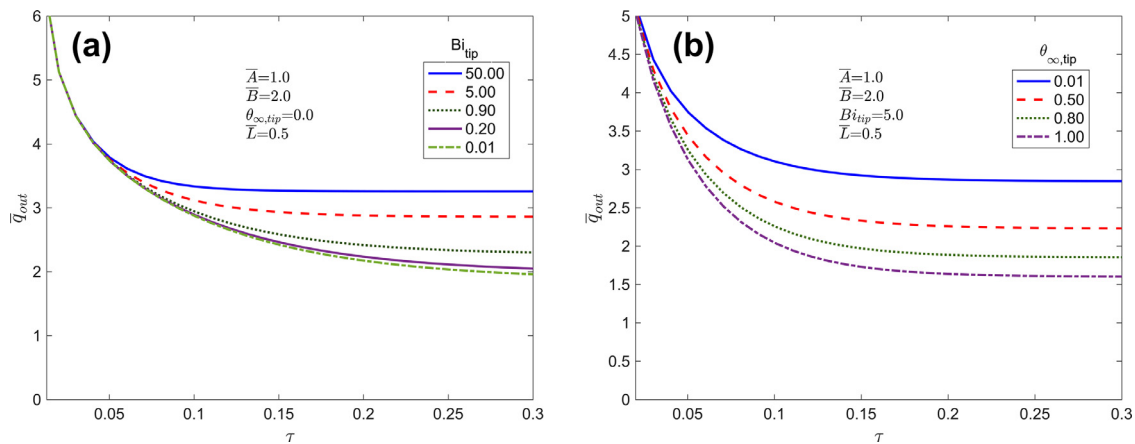 (a)
6
5
4
3
2
1
0
0.05
0.1
0.15
0.2
0.25
0.3
q̅out
τ
A̅=1.0
B̅=2.0
θ∞,tip=0.0
L̅=0.5
Bitip
50.00
5.00
0.90
0.20
0.01
(b)
5
4.5
4
3.5
3
2.5
2
1.5
1
0.5
0
0.05
0.1
0.15
0.2
0.25
0.3
q̅out
τ
A̅=1.0
B̅=2.0
Bitip=5.0
L̅=0.5
θ∞,tip
0.01
0.50
0.80
1.00